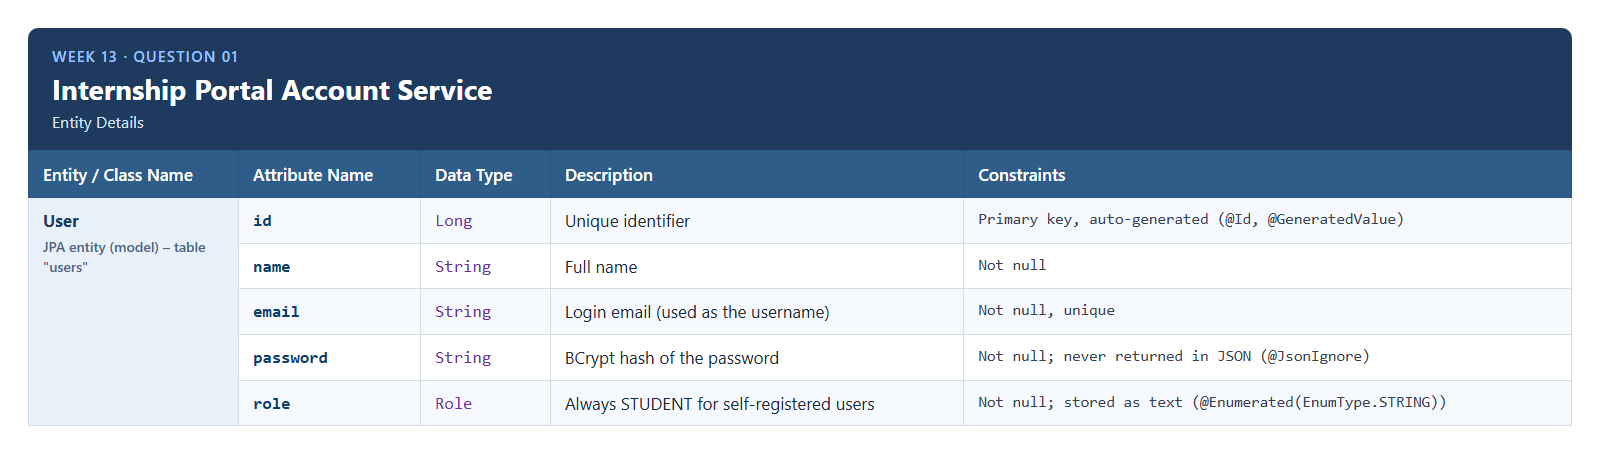 WEEK 13 · QUESTION 01
Internship Portal Account Service
Entity Details
Entity / Class Name Attribute Name Data Type Description Constraints
User id Long Unique identifier Primary key, auto-generated (@Id, @GeneratedValue)
JPA entity (model) – table
"users"
name String Full name Not null
email String Login email (used as the username) Not null, unique
password String BCrypt hash of the password Not null; never returned in JSON (@JsonIgnore)
role Role Always STUDENT for self-registered users Not null; stored as text (@Enumerated(EnumType.STRING))